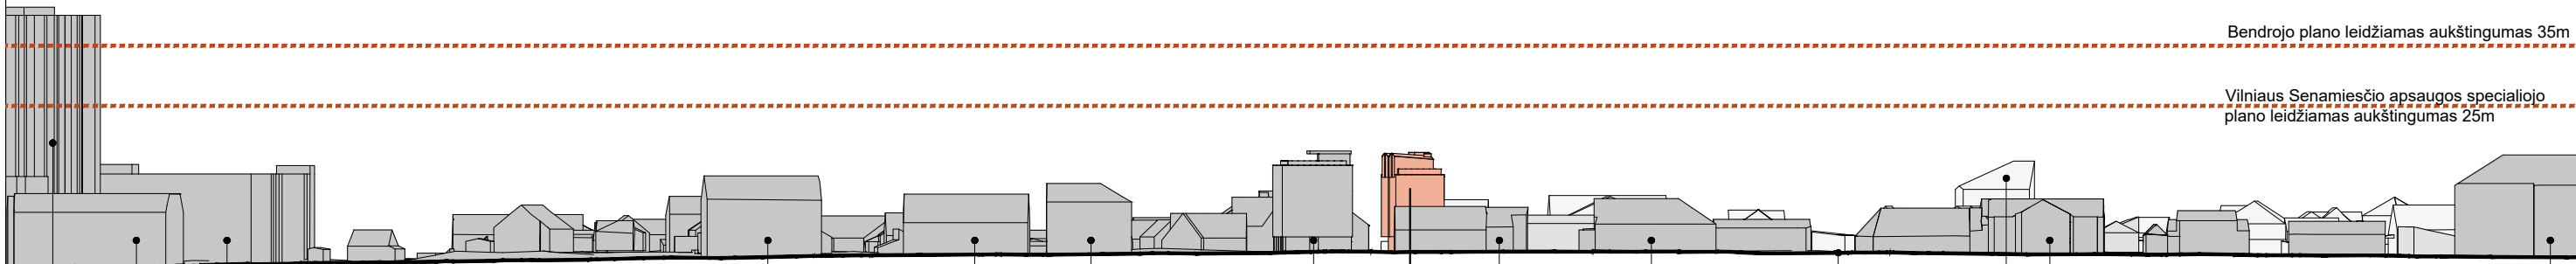 Bendrojo plano leidžiamas aukštingumas 35m
Vilniaus Senamiesčio apsaugos specialiojo
plano leidžiamas aukštingumas 25m